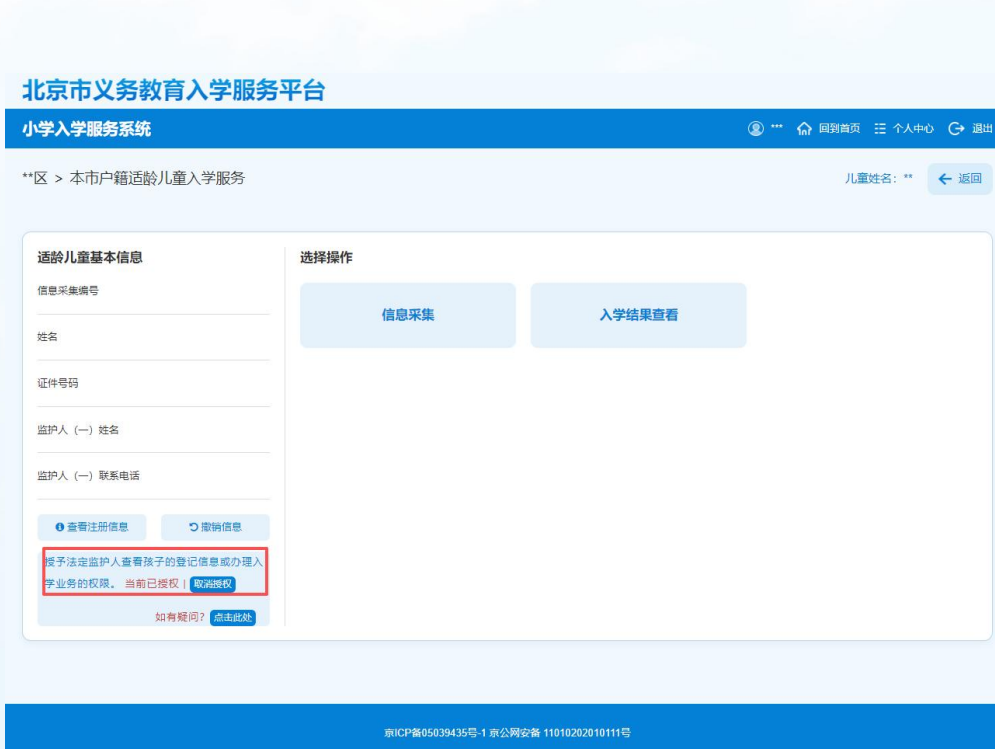 北京市义务教育入学服务平台
小学入学服务系统
*** 回到首页 个人中心 退出
**区 > 本市户籍适龄儿童入学服务
儿童姓名：** 返回
适龄儿童基本信息
选择操作
信息采集编号
信息采集 入学结果查看
姓名
证件号码
监护人（一）姓名
监护人（一）联系电话
查看注册信息 撤销信息
授予法定监护人查看孩子的登记信息或办理入
学业务的权限。 当前已授权 | 取消授权
如有疑问？ 点击此处
京ICP备05039435号-1 京公网安备 11010202010111号